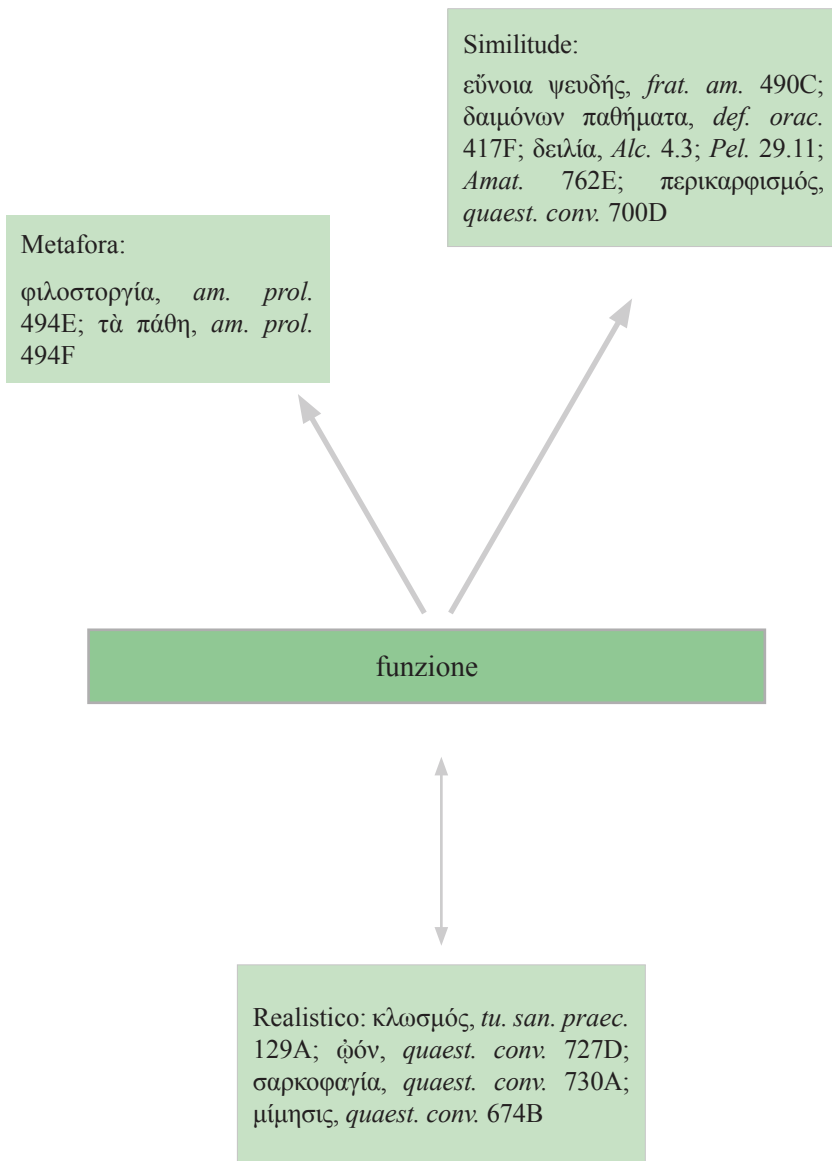 Similitude:
εὔνοια ψευδής, frat. am. 490C;
δαιμόνων παθήματα, def. orac.
417F; δειλία, Alc. 4.3; Pel. 29.11;
Amat. 762E; περικαρφισμός,
quaest. conv. 700D
Metafora:
φιλοστοργία, am. prol.
494E; τὰ πάθη, am. prol.
494F
funzione
Realistico: κλωσμός, tu. san. praec.
129A; ᾠόν, quaest. conv. 727D;
σαρκοφαγία, quaest. conv. 730A;
μίμησις, quaest. conv. 674B